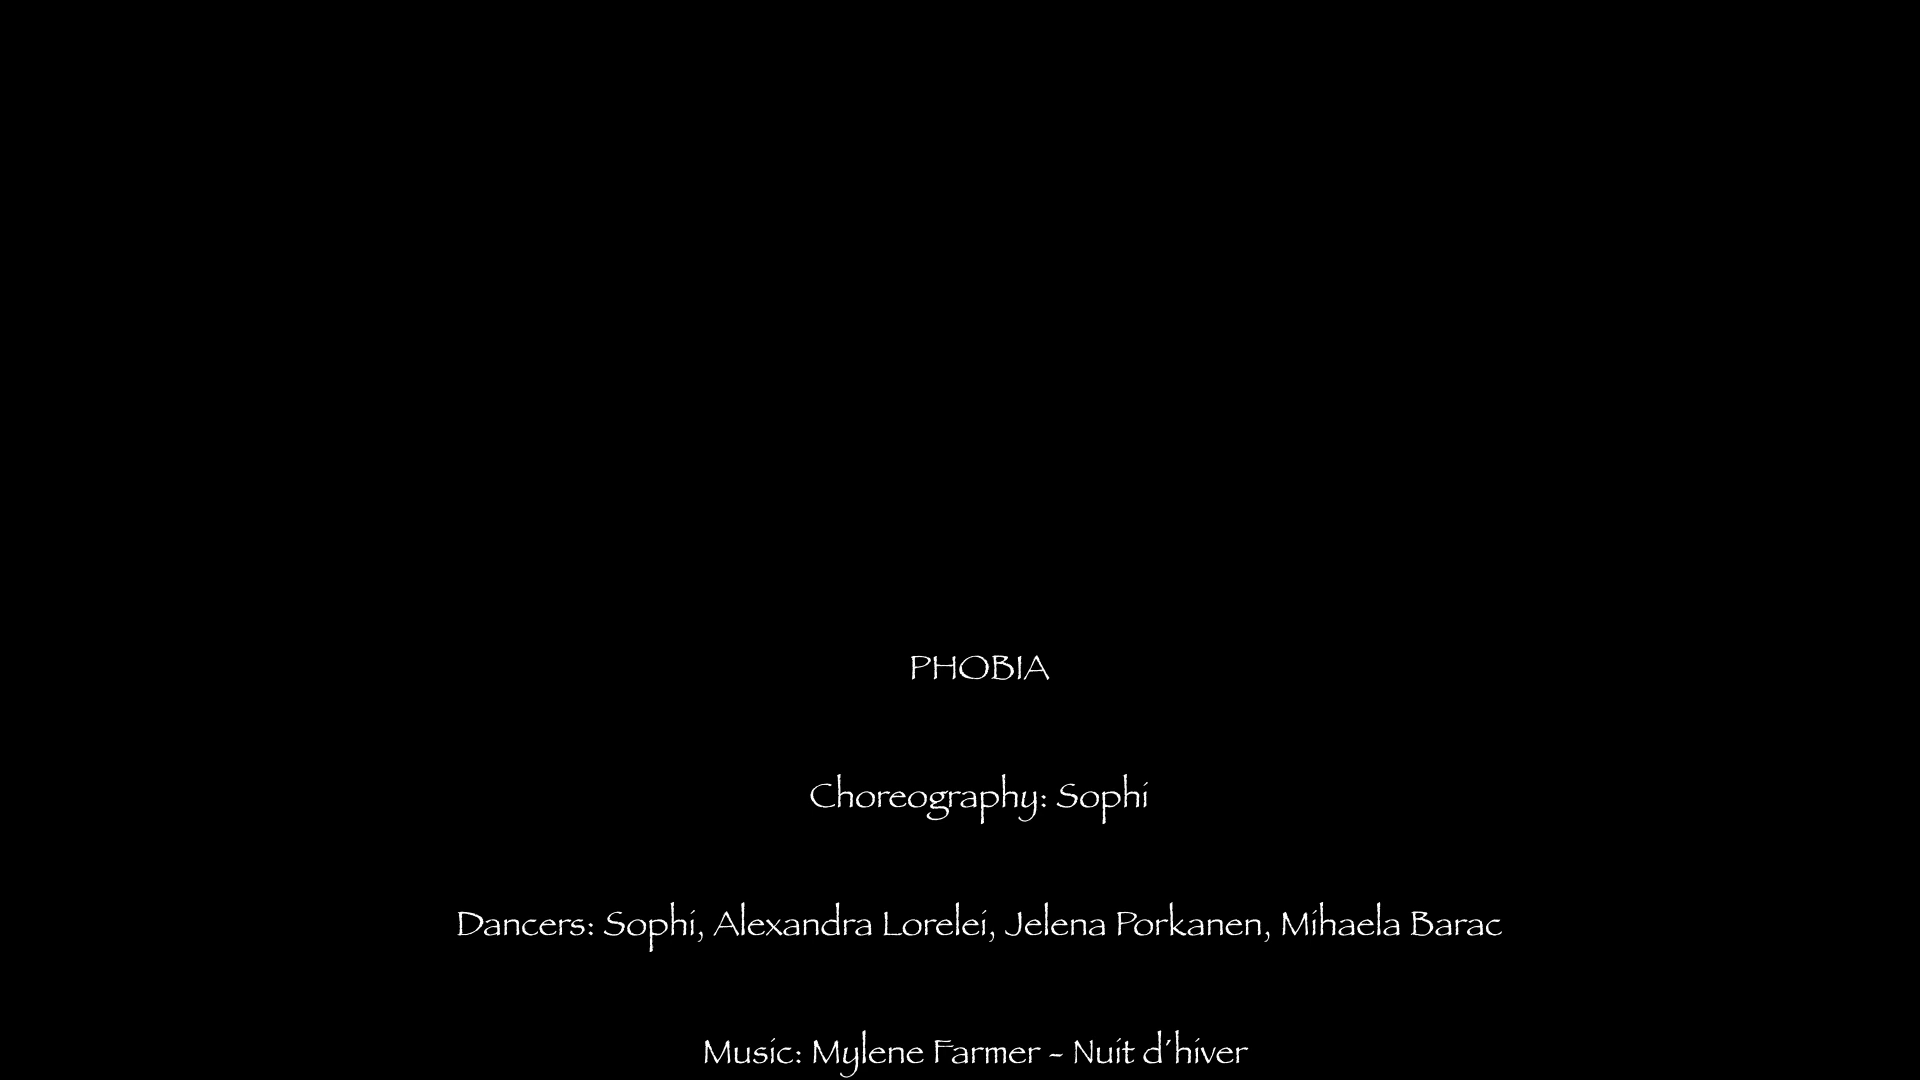 PHOBIA
Choreography: Sophi
Dancers: Sophi, Alexandra Lorelei, Jelena Porkanen, Mihaela Barac
Music: Mylene Farmer - Nuit d'hiver